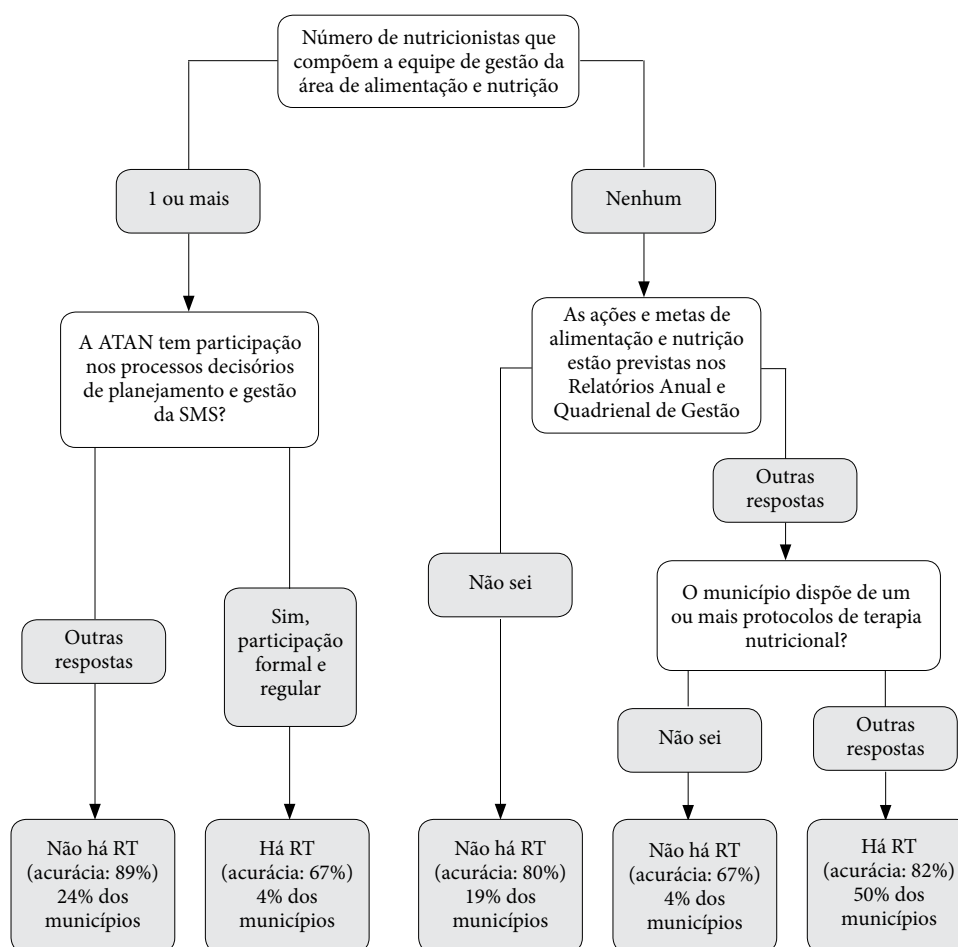 Número de nutricionistas que
compõem a equipe de gestão da
área de alimentação e nutrição
1 ou mais
Nenhum
A ATAN tem participação
nos processos decisórios
de planejamento e gestão
da SMS?
As ações e metas de
alimentação e nutrição
estão previstas nos
Relatórios Anual e
Quadrienal de Gestão
Outras
respostas
Não sei
O município dispõe de um
ou mais protocolos de terapia
nutricional?
Outras
respostas
Sim,
participação
formal e
regular
Não sei
Outras
respostas
Não há RT
(acurácia: 89%)
24% dos
municípios
Há RT
(acurácia: 67%)
4% dos
municípios
Não há RT
(acurácia: 80%)
19% dos
municípios
Não há RT
(acurácia: 67%)
4% dos
municípios
Há RT
(acurácia: 82%)
50% dos
municípios